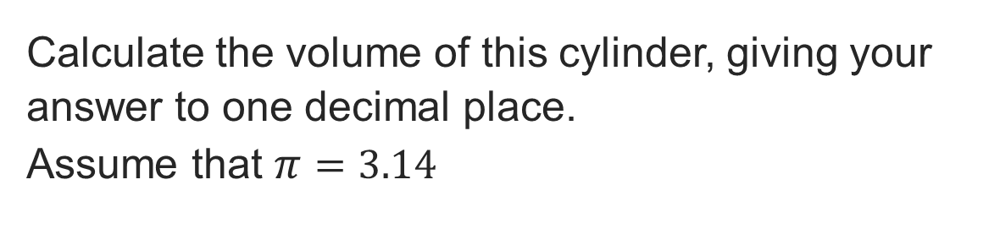 Calculate the volume of this cylinder, giving your
answer to one decimal place.
Assume that π = 3.14